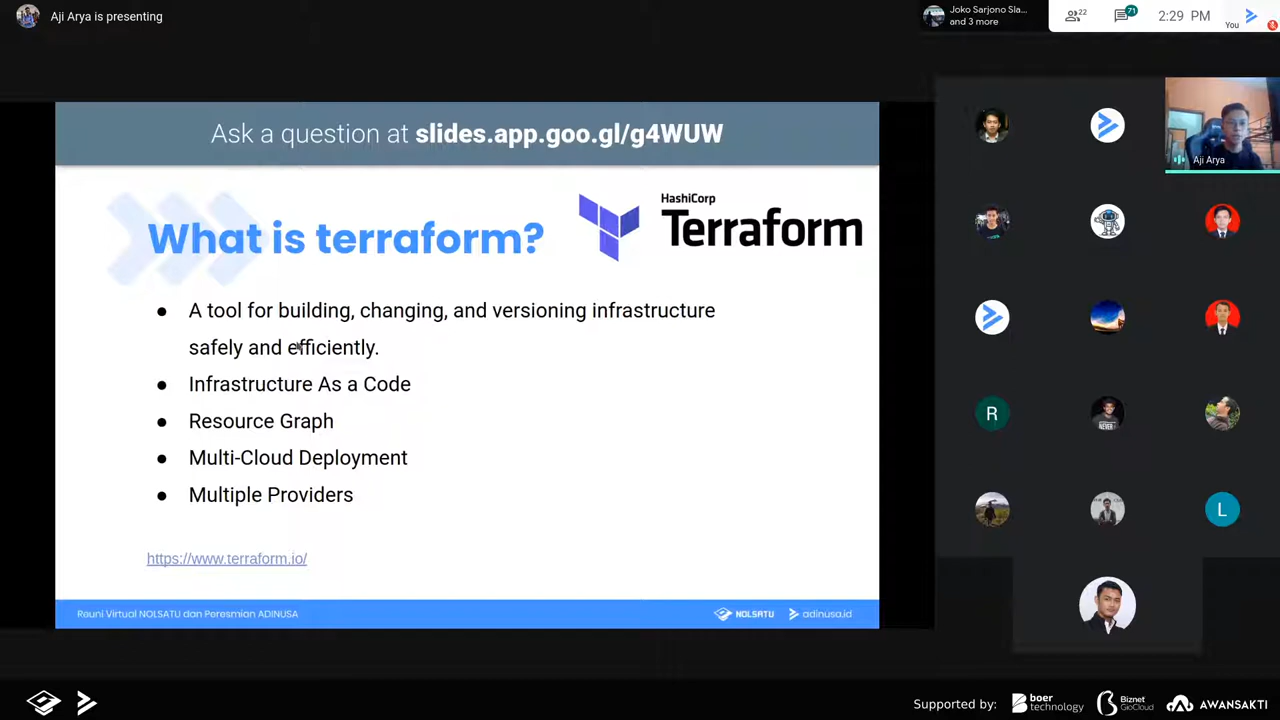 Aji Arya is presenting
Joko Sarjono Sla...
and 3 more
22
71
2:29 PM
You
Ask a question at slides.app.goo.gl/g4WUW
What is terraform?
HashiCorp
Terraform
● A tool for building, changing, and versioning infrastructure
safely and efficiently.
● Infrastructure As a Code
● Resource Graph
● Multi-Cloud Deployment
● Multiple Providers
https://www.terraform.io/
Reuni Virtual NOLSATU dan Peresmian ADINUSA
NOLSATU
adinusa.id
Aji Arya
R
L
Supported by:
boer
technology
Biznet
GioCloud
AWANSAKTI